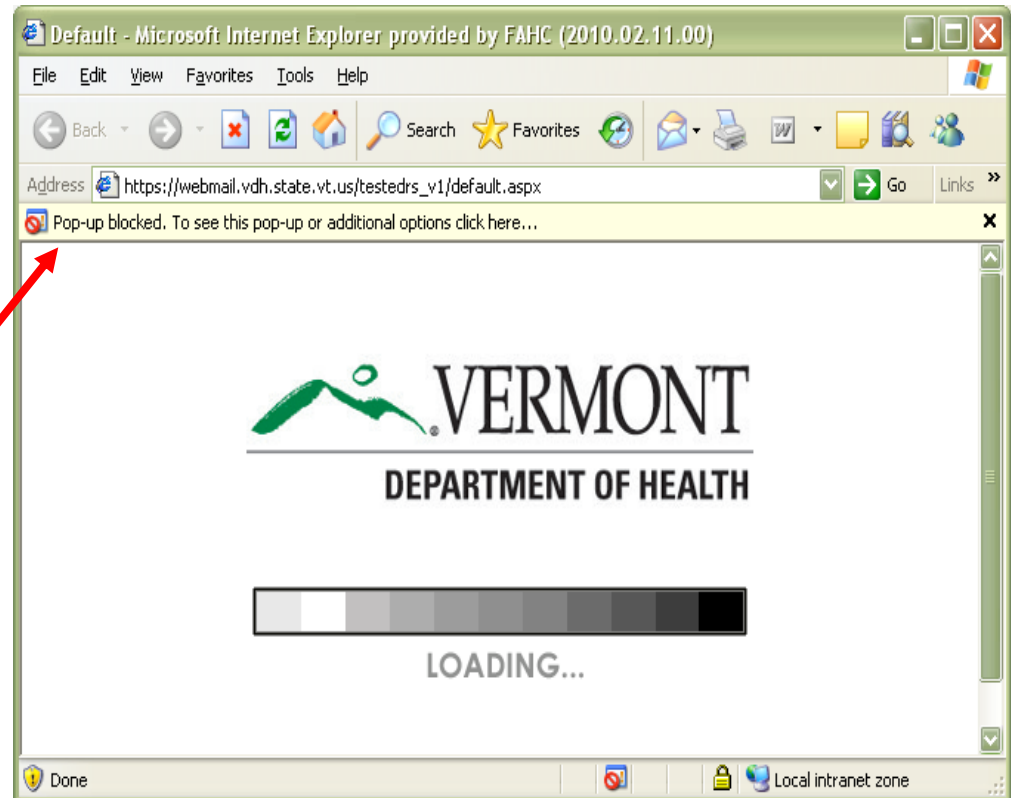 Default - Microsoft Internet Explorer provided by FAHC (2010.02.11.00)
File Edit View Favorites Tools Help
Back Search Favorites W
Address https://webmail.vdh.state.vt.us/testedrs_v1/default.aspx Go Links »
Pop-up blocked. To see this pop-up or additional options click here...
VERMONT
DEPARTMENT OF HEALTH
LOADING...
Done Local intranet zone